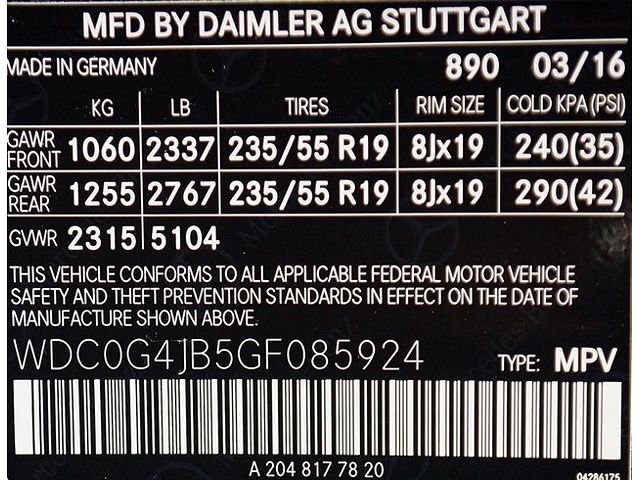 MFD BY DAIMLER AG STUTTGART
MADE IN GERMANY 890 03/16
KG LB TIRES RIM SIZE COLD KPA(PSI)
GAWR FRONT 1060 2337 235/55 R19 8Jx19 240(35)
GAWR REAR 1255 2767 235/55 R19 8Jx19 290(42)
GVWR 2315 5104
THIS VEHICLE CONFORMS TO ALL APPLICABLE FEDERAL MOTOR VEHICLE
SAFETY AND THEFT PREVENTION STANDARDS IN EFFECT ON THE DATE OF
MANUFACTURE SHOWN ABOVE.
WDC0G4JB5GF085924 TYPE: MPV
A 204 817 78 20
04286175